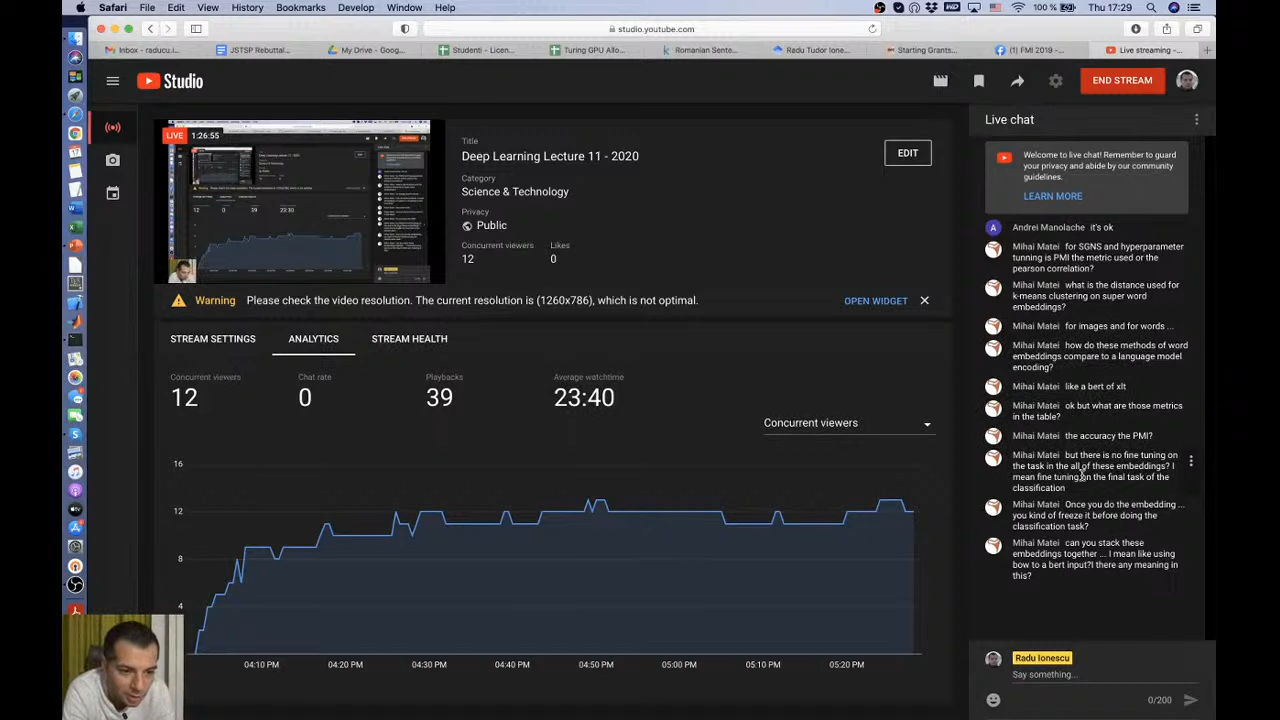 Safari File Edit View History Bookmarks Develop Window Help 100 % Thu 17:29
studio.youtube.com
Inbox - raducu.i...
JSTSP Rebuttal...
My Drive - Goog...
Studenti - Licen...
Turing GPU Allo...
Romanian Sente...
Radu Tudor Ione...
Starting Grants...
(1) FMI 2019 -...
Live streaming -...
Studio
END STREAM
LIVE 1:26:55
Title
Deep Learning Lecture 11 - 2020
EDIT
Category
Science & Technology
Privacy
Public
Concurrent viewers Likes
12 0
Warning Please check the video resolution. The current resolution is (1260x786), which is not optimal.
OPEN WIDGET
STREAM SETTINGS ANALYTICS STREAM HEALTH
Concurrent viewers Chat rate Playbacks Average watchtime
12 0 39 23:40
Concurrent viewers
16
12
8
4
04:10 PM 04:20 PM 04:30 PM 04:40 PM 04:50 PM 05:00 PM 05:10 PM 05:20 PM
Live chat
Welcome to live chat! Remember to guard
your privacy and abide by our community
guidelines.
LEARN MORE
A Andrei Manolache it's ok
Mihai Matei for SGNS and hyperparameter
tunning is PMI the metric used or the
pearson correlation?
Mihai Matei what is the distance used for
k-means clustering on super word
embeddings?
Mihai Matei for images and for words ...
Mihai Matei how do these methods of word
embeddings compare to a language model
encoding?
Mihai Matei like a bert of xlt
Mihai Matei ok but what are those metrics
in the table?
Mihai Matei the accuracy the PMI?
Mihai Matei but there is no fine tuning on
the task in the all of these embeddings? I
mean fine tuning on the final task of the
classification
Mihai Matei Once you do the embedding ...
you kind of freeze it before doing the
classification task?
Mihai Matei can you stack these
embeddings together ... I mean like using
bow to a bert input?I there any meaning in
this?
Radu Ionescu
Say something...
0/200